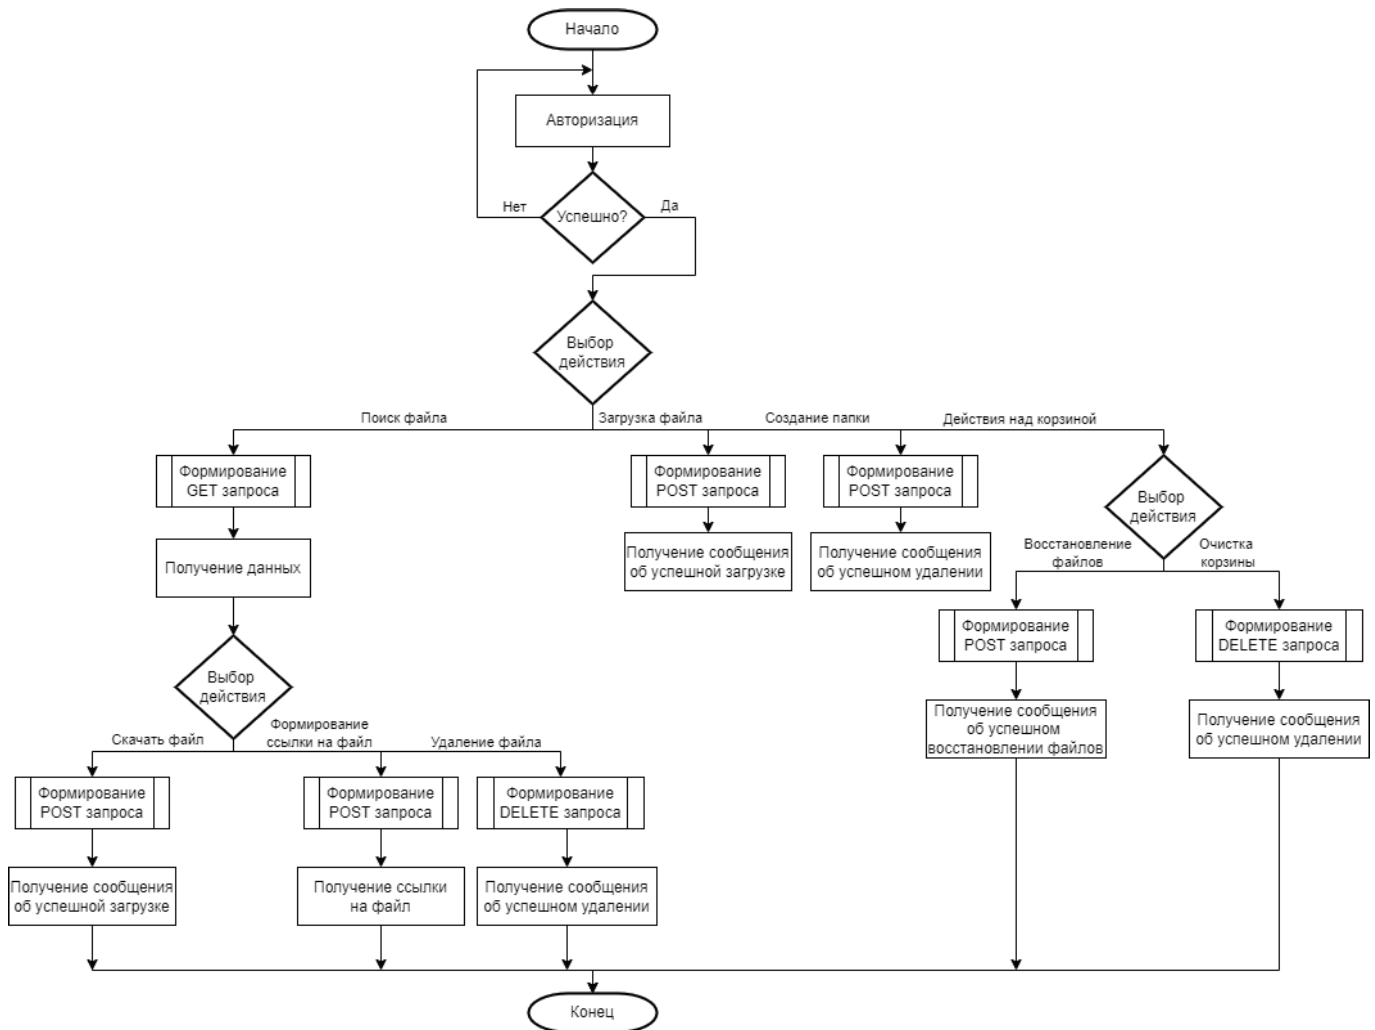 Начало
Авторизация
Нет
Успешно?
Да
Выбор
действия
Поиск файла
Загрузка файла
Создание папки
Действия над корзиной
Формирование
GET запроса
Формирование
POST запроса
Формирование
POST запроса
Выбор
действия
Получение данных
Получение сообщения
об успешной загрузке
Получение сообщения
об успешном удалении
Восстановление
файлов
Очистка
корзины
Формирование
POST запроса
Формирование
DELETE запроса
Выбор
действия
Получение сообщения
об успешном
восстановлении файлов
Получение сообщения
об успешном удалении
Скачать файл
Формирование
ссылки на файл
Удаление файла
Формирование
POST запроса
Формирование
POST запроса
Формирование
DELETE запроса
Получение сообщения
об успешной загрузке
Получение ссылки
на файл
Получение сообщения
об успешном удалении
Конец